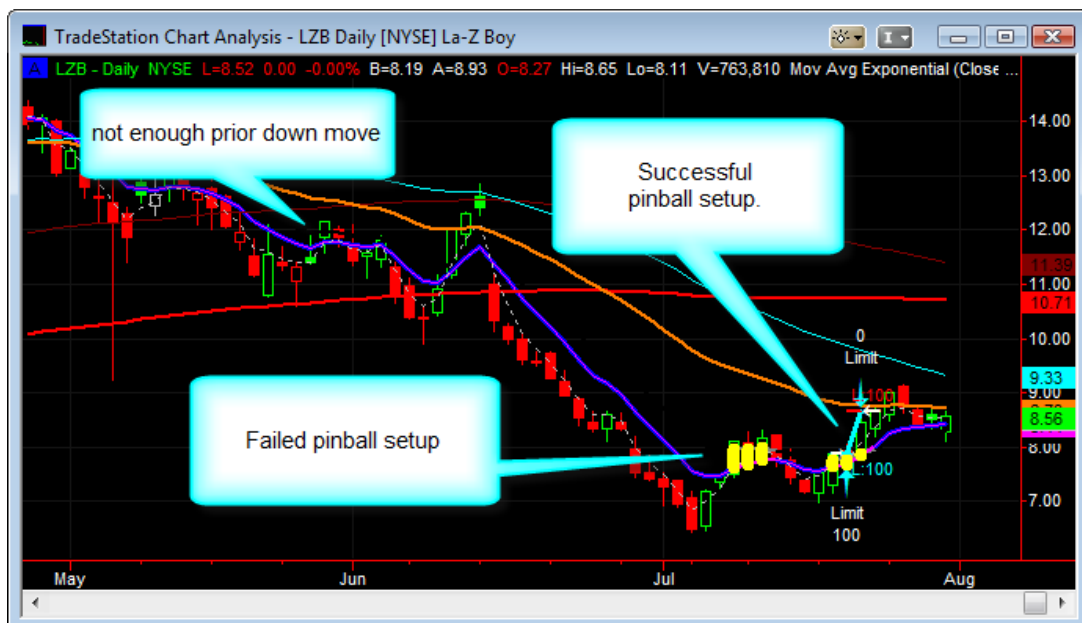 TradeStation Chart Analysis - LZB Daily [NYSE] La-Z Boy
A LZB - Daily NYSE L=8.52 0.00 -0.00% B=8.19 A=8.93 O=8.27 Hi=8.65 Lo=8.11 V=763,810 Mov Avg Exponential (Close ...
not enough prior down move
Successful
pinball setup.
Failed pinball setup
0
Limit
L:100
L:100
Limit
100
14.00
13.00
12.00
11.39
11.00
10.71
10.00
9.33
9.00
8.56
8.00
7.00
May
Jun
Jul
Aug